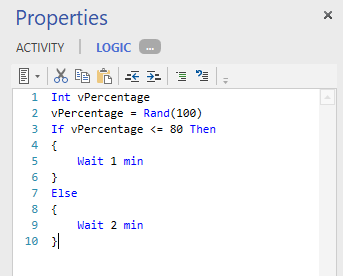 Properties
ACTIVITY LOGIC ...
1 Int vPercentage
2 vPercentage = Rand(100)
3 If vPercentage <= 80 Then
4 {
5 Wait 1 min
6 }
7 Else
8 {
9 Wait 2 min
10 }